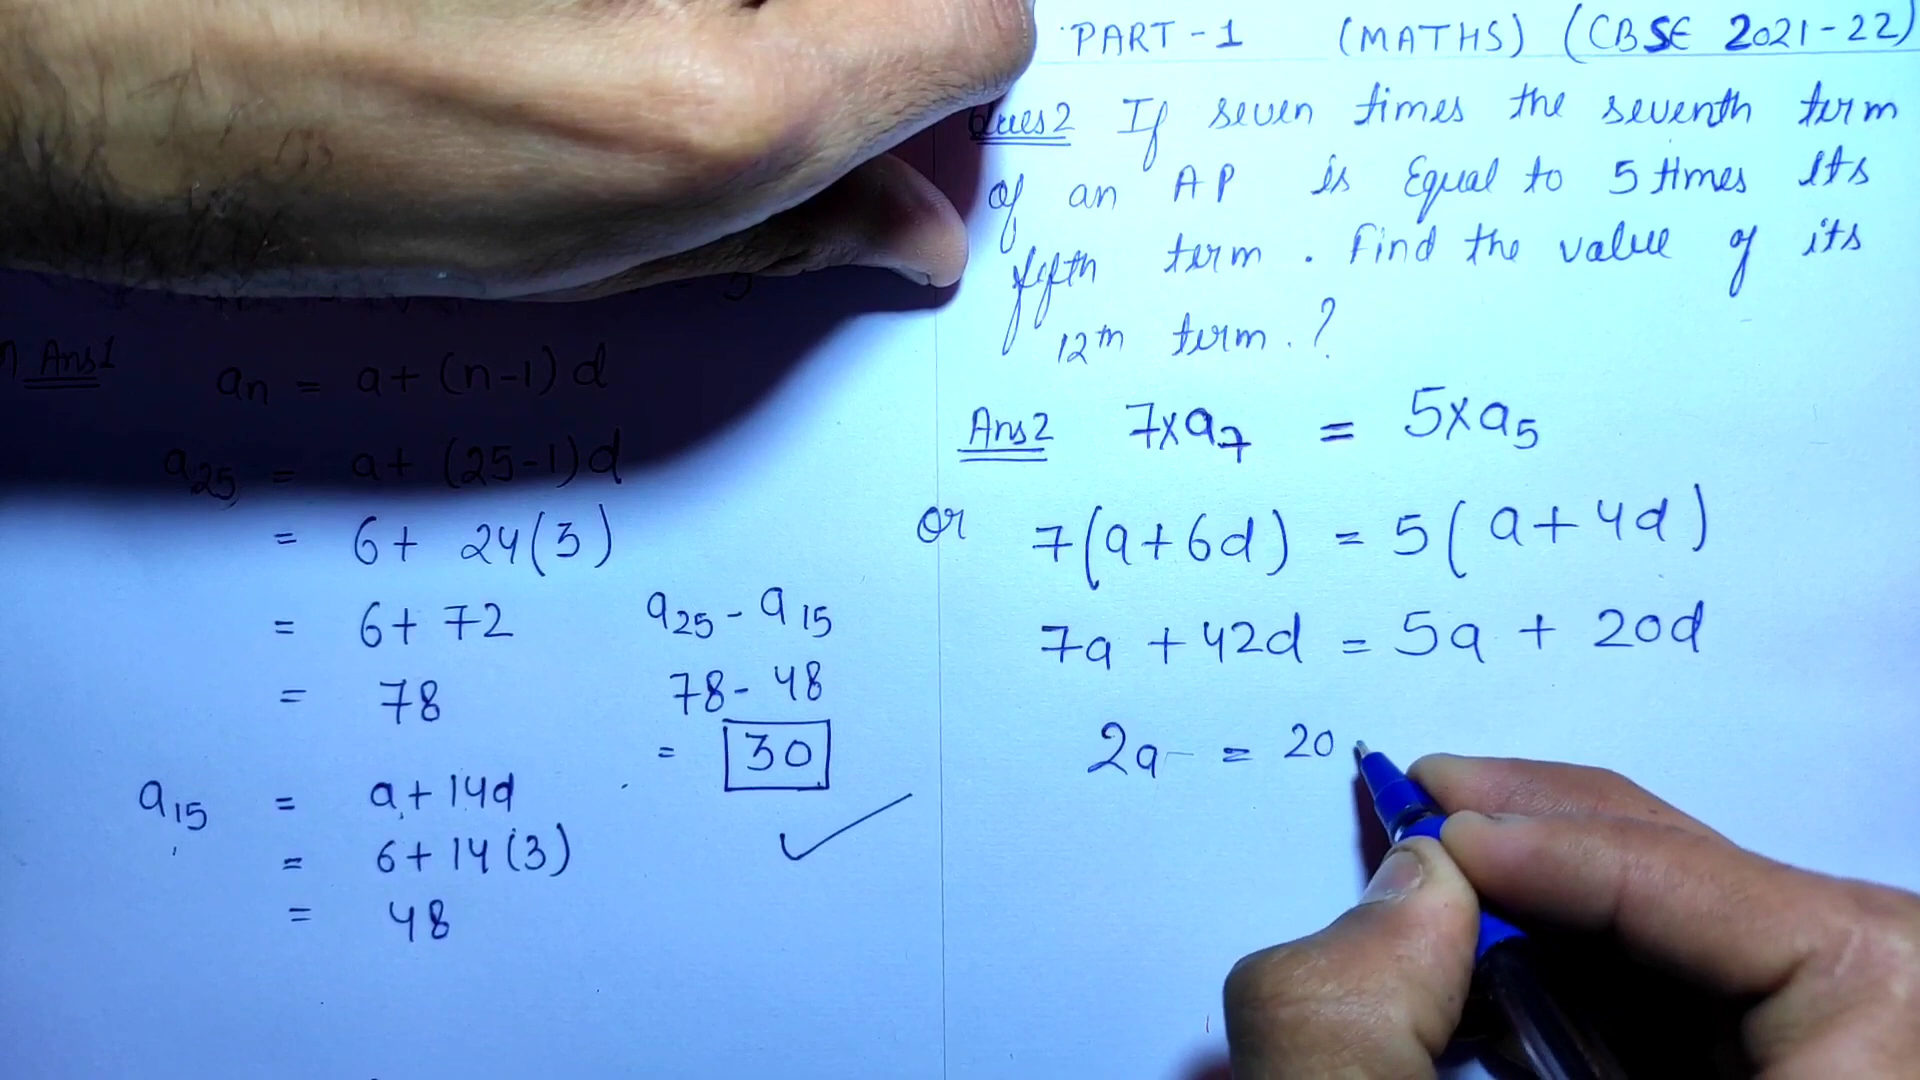 PART-1 (MATHS) (CBSE 2021-22)
Ques2 If seven times the seventh term
of an AP is Equal to 5 times its
fifth term. Find the value of its
12th term.?
Ans1
an = a+(n-1)d
a25 = a+ (25-1)d
= 6+ 24(3)
= 6+ 72
= 78
a15 = a+14d
= 6+14(3)
= 48
a25 - a15
78- 48
= 30
Ans2 7xa7 = 5xa5
or 7(a+6d) = 5(a+4d)
7a +42d = 5a + 20d
2a = 20